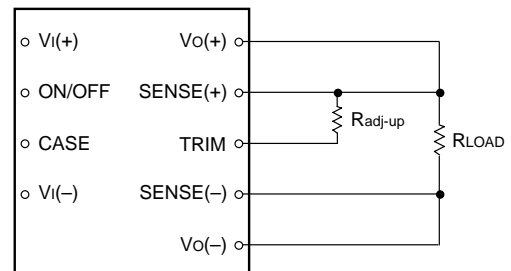 VI(+) VO(+)
ON/OFF SENSE(+)
Radj-up
CASE TRIM RLOAD
VI(–) SENSE(–)
VO(–)